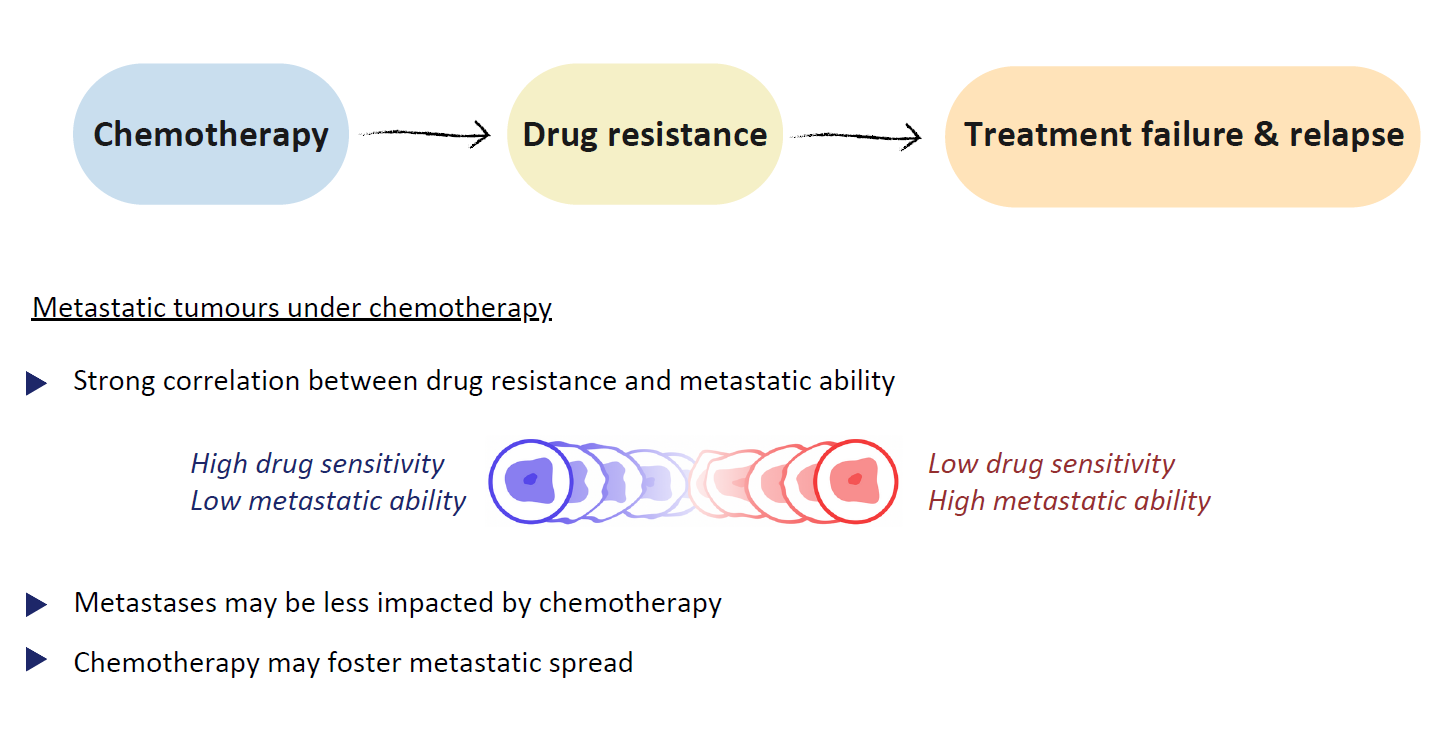 Chemotherapy
Drug resistance
Treatment failure & relapse
Metastatic tumours under chemotherapy
Strong correlation between drug resistance and metastatic ability
High drug sensitivity
Low metastatic ability
Low drug sensitivity
High metastatic ability
Metastases may be less impacted by chemotherapy
Chemotherapy may foster metastatic spread